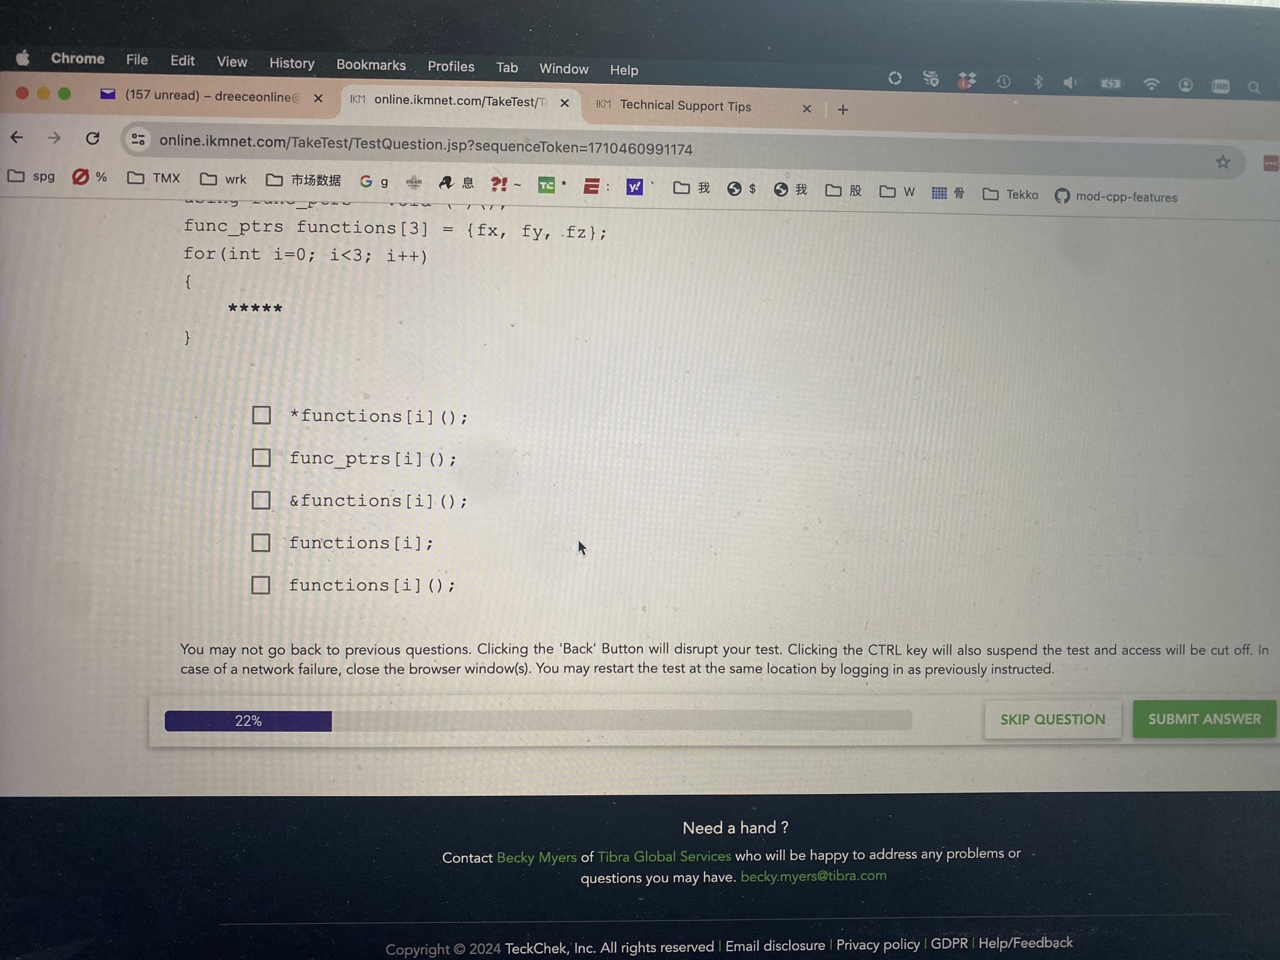 Chrome File Edit View History Bookmarks Profiles Tab Window Help
(157 unread) – dreeceonline@
IKM online.ikmnet.com/TakeTest/T
IKM Technical Support Tips
online.ikmnet.com/TakeTest/TestQuestion.jsp?sequenceToken=1710460991174
spg % TMX wrk 市场数据 G g 息 ?! ~ TC * : y! ` 我 $ 我 股 W 骨 Tekko mod-cpp-features
func_ptrs functions[3] = {fx, fy, fz};
for(int i=0; i<3; i++)
{
*****
}
*functions[i]();
func_ptrs[i]();
&functions[i]();
functions[i];
functions[i]();
You may not go back to previous questions. Clicking the 'Back' Button will disrupt your test. Clicking the CTRL key will also suspend the test and access will be cut off. In
case of a network failure, close the browser window(s). You may restart the test at the same location by logging in as previously instructed.
22%
SKIP QUESTION
SUBMIT ANSWER
Need a hand ?
Contact Becky Myers of Tibra Global Services who will be happy to address any problems or
questions you may have. becky.myers@tibra.com
Copyright © 2024 TeckChek, Inc. All rights reserved | Email disclosure | Privacy policy | GDPR | Help/Feedback